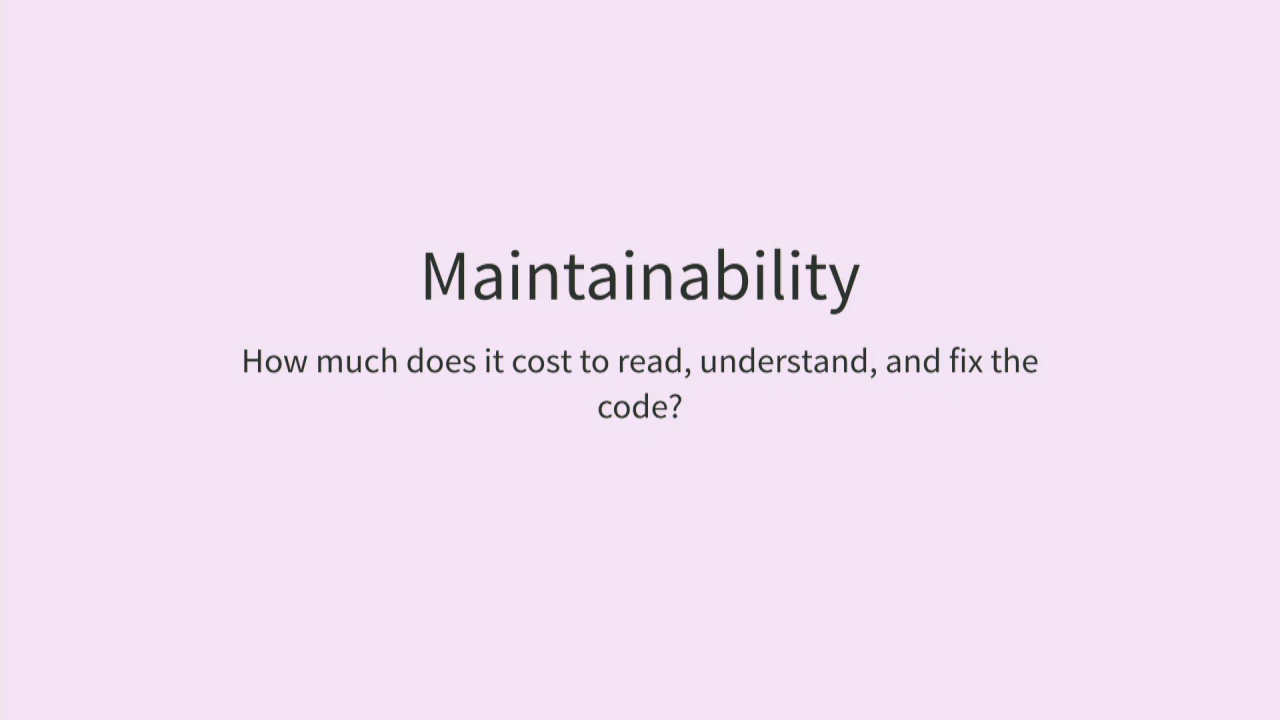 Maintainability
How much does it cost to read, understand, and fix the
code?